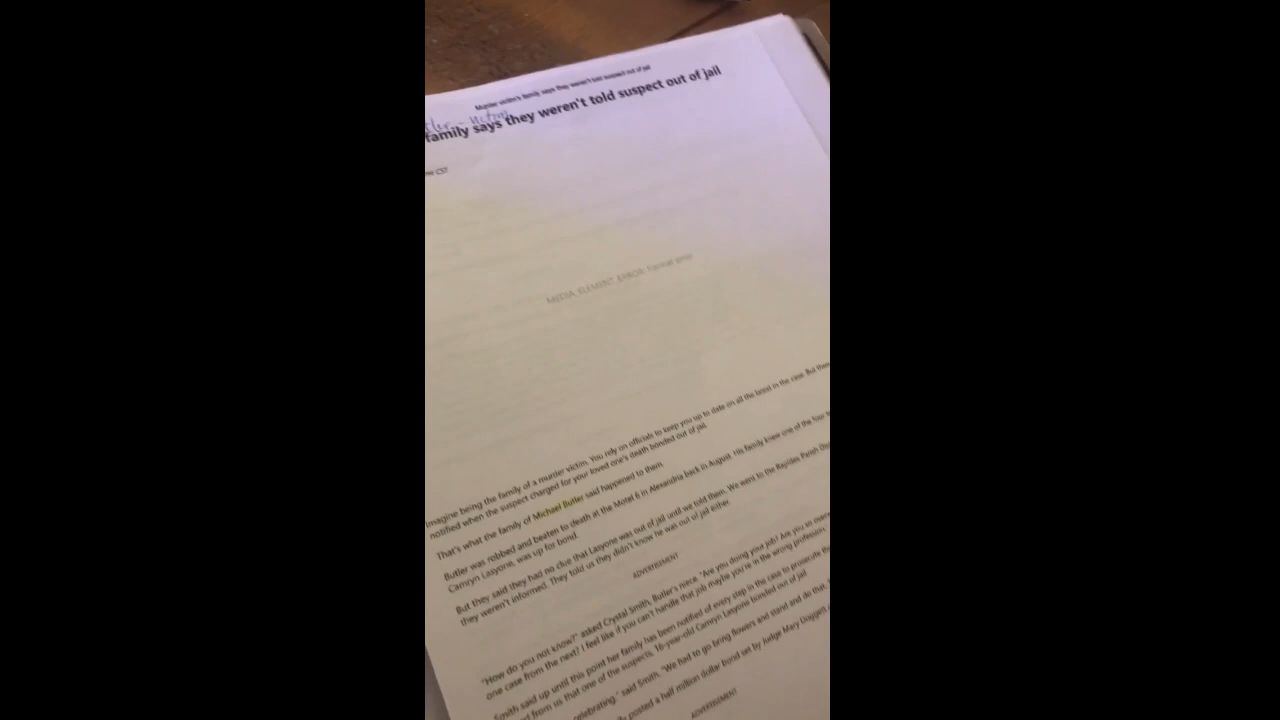 Murder victim's family says they weren't told suspect out of jail
family says they weren't told suspect out of jail
CST
MEDIA_ELEMENT_ERROR: Format error
Imagine being the family of a murder victim. You rely on officials to keep you up to date on all the latest in the case. But
notified when the suspect charged for your loved one's death bonded out of jail.
That's what the family of Michael Butler said happened to them.
Butler was robbed and beaten to death at the Motel 6 in Alexandria back in August. His family knew one of the four
Camryn Lasyone, was up for bond.
But they said they had no clue that Lasyone was out of jail until we told them. We went to the Rapides Parish
they weren't informed. They told us they didn't know he was out of jail either.
ADVERTISEMENT
"How do you not know?" asked Crystal Smith, Butler's niece. "Are you doing your job? Are you so
one case from the next? I feel like if you can't handle that job maybe you're in the wrong profession.
Smith said up until this point her family has been notified of every step in the case to prosecute
from us that one of the suspects, 16-year-old Camryn Lasyone bonded out of jail.
celebrating," said Smith. "We had to go bring flowers and stand and do that.
posted a half million dollar bond set by Judge Mary Doggett
ADVERTISEMENT